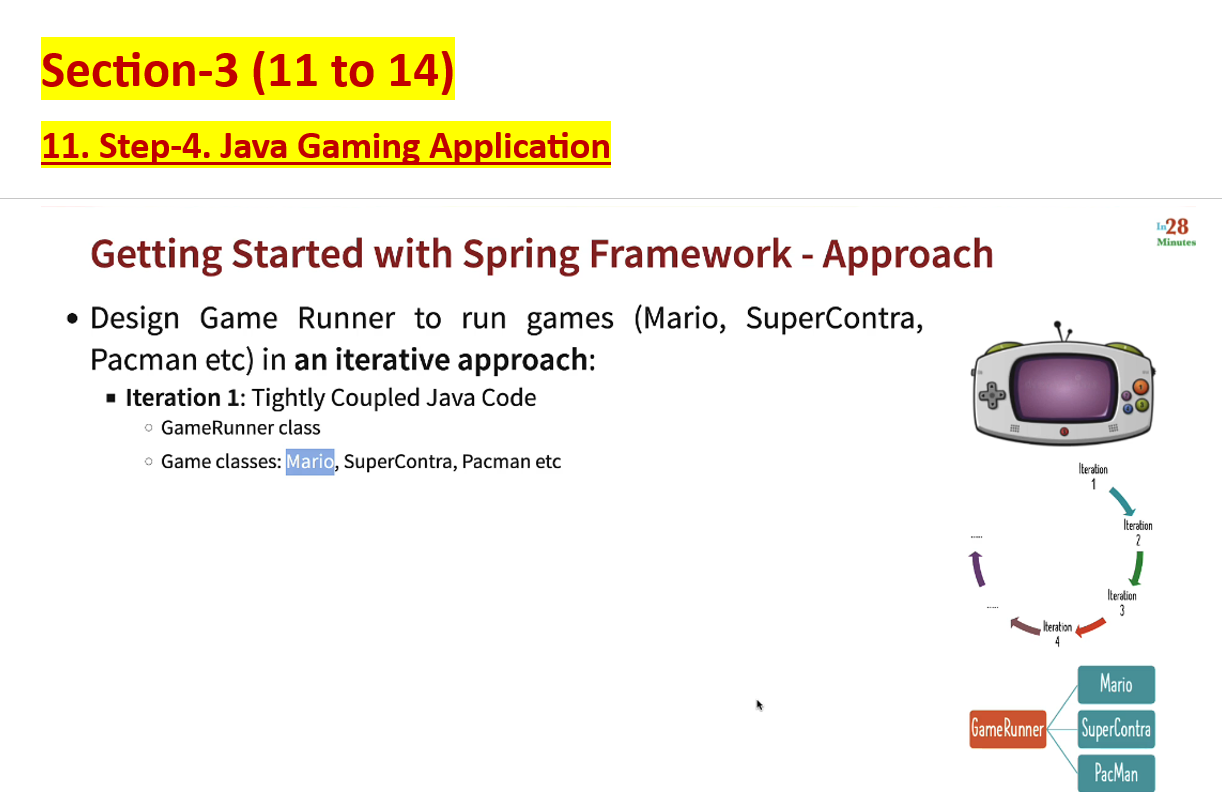 Section-3 (11 to 14)
11. Step-4. Java Gaming Application
In28
Minutes
Getting Started with Spring Framework - Approach
• Design Game Runner to run games (Mario, SuperContra,
Pacman etc) in an iterative approach:
▪ Iteration 1: Tightly Coupled Java Code
○ GameRunner class
○ Game classes: Mario, SuperContra, Pacman etc
Iteration
1
Iteration
2
Iteration
3
Iteration
4
......
......
GameRunner
Mario
SuperContra
PacMan